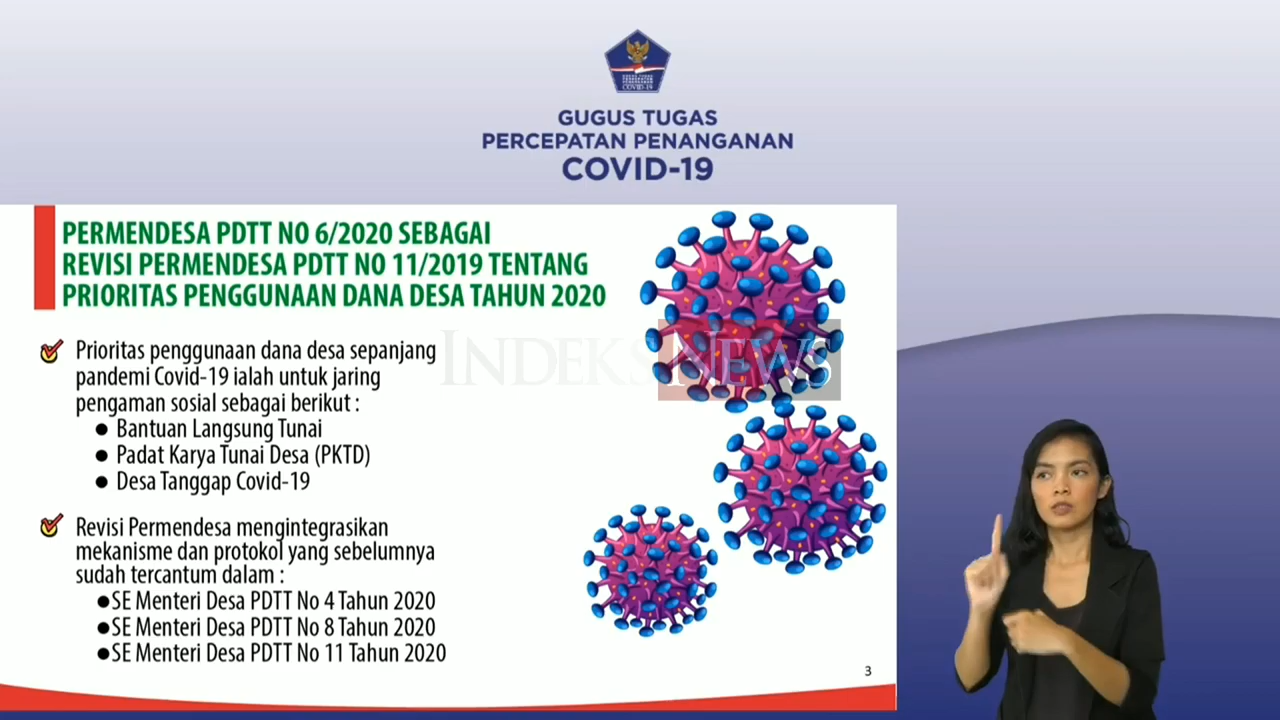 GUGUS TUGAS
PERCEPATAN PENANGANAN
COVID-19
PERMENDESA PDTT NO 6/2020 SEBAGAI
REVISI PERMENDESA PDTT NO 11/2019 TENTANG
PRIORITAS PENGGUNAAN DANA DESA TAHUN 2020
Prioritas penggunaan dana desa sepanjang
pandemi Covid-19 ialah untuk jaring
pengaman sosial sebagai berikut :
● Bantuan Langsung Tunai
● Padat Karya Tunai Desa (PKTD)
● Desa Tanggap Covid-19
INDEKSNEWS
Revisi Permendesa mengintegrasikan
mekanisme dan protokol yang sebelumnya
sudah tercantum dalam :
●SE Menteri Desa PDTT No 4 Tahun 2020
●SE Menteri Desa PDTT No 8 Tahun 2020
●SE Menteri Desa PDTT No 11 Tahun 2020
3